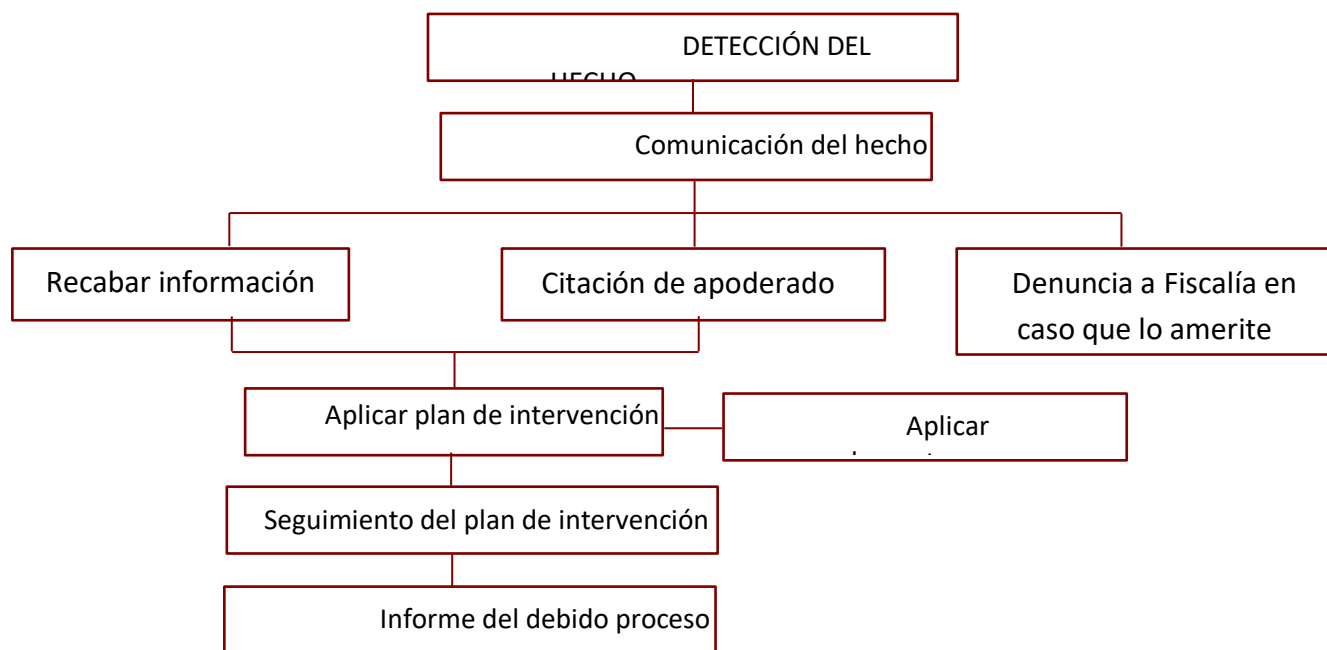 DETECCIÓN DEL
HECHO
Comunicación del hecho
Recabar información
Citación de apoderado
Denuncia a Fiscalía en
caso que lo amerite
Aplicar plan de intervención
Aplicar
Seguimiento del plan de intervención
Informe del debido proceso